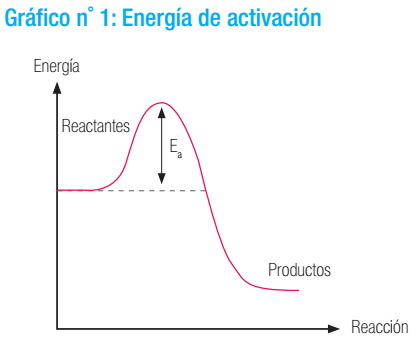 Gráfico n° 1: Energía de activación
Energía
Reactantes
Ea
Productos
Reacción